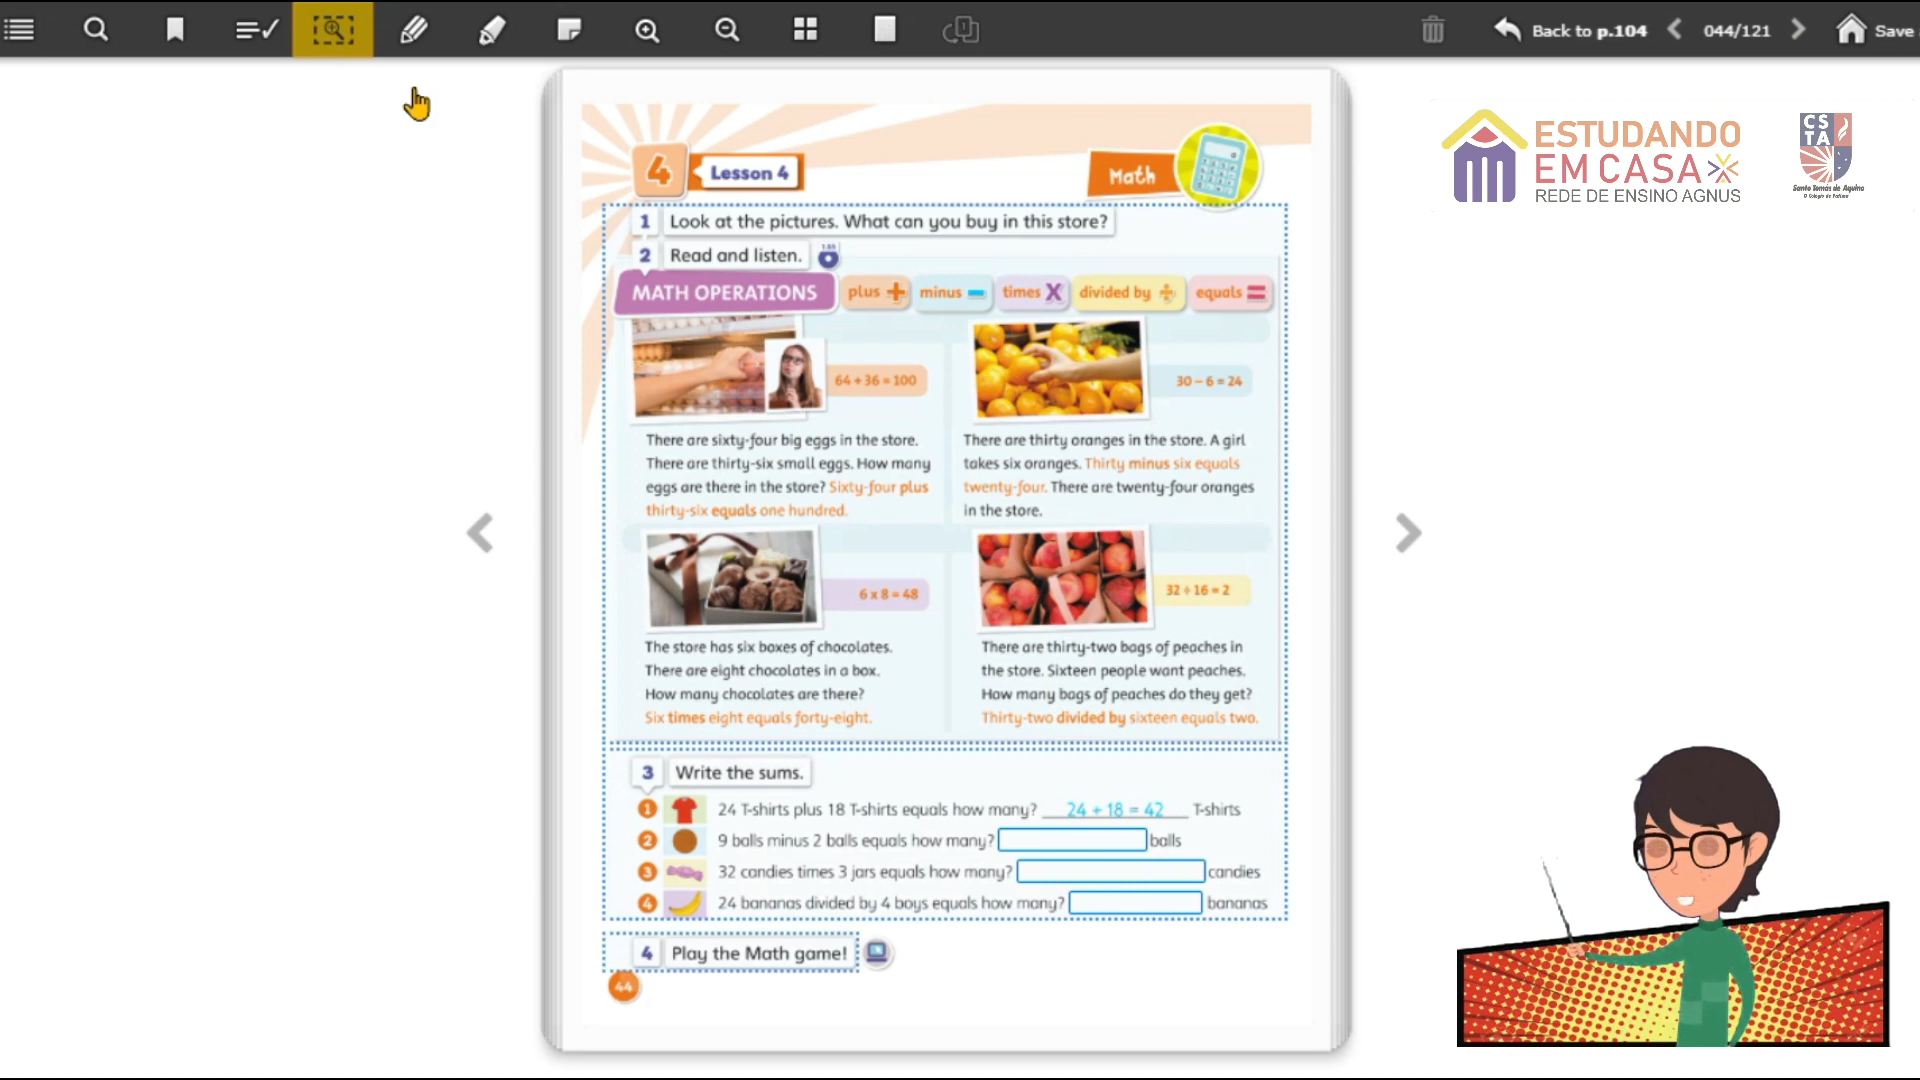 Back to p.104
044/121
Save
ESTUDANDO
EM CASA
REDE DE ENSINO AGNUS
CS
TA
Santo Tomás de Aquino
4
Lesson 4
Math
1 Look at the pictures. What can you buy in this store?
2 Read and listen.
MATH OPERATIONS plus + minus − times X divided by ÷ equals =
64 + 36 = 100
There are sixty-four big eggs in the store.
There are thirty-six small eggs. How many
eggs are there in the store? Sixty-four plus
thirty-six equals one hundred.
30 − 6 = 24
There are thirty oranges in the store. A girl
takes six oranges. Thirty minus six equals
twenty-four. There are twenty-four oranges
in the store.
6 x 8 = 48
The store has six boxes of chocolates.
There are eight chocolates in a box.
How many chocolates are there?
Six times eight equals forty-eight.
32 ÷ 16 = 2
There are thirty-two bags of peaches in
the store. Sixteen people want peaches.
How many bags of peaches do they get?
Thirty-two divided by sixteen equals two.
3 Write the sums.
1 24 T-shirts plus 18 T-shirts equals how many? 24 + 18 = 42 T-shirts
2 9 balls minus 2 balls equals how many? balls
3 32 candies times 3 jars equals how many? candies
4 24 bananas divided by 4 boys equals how many? bananas
4 Play the Math game!
44